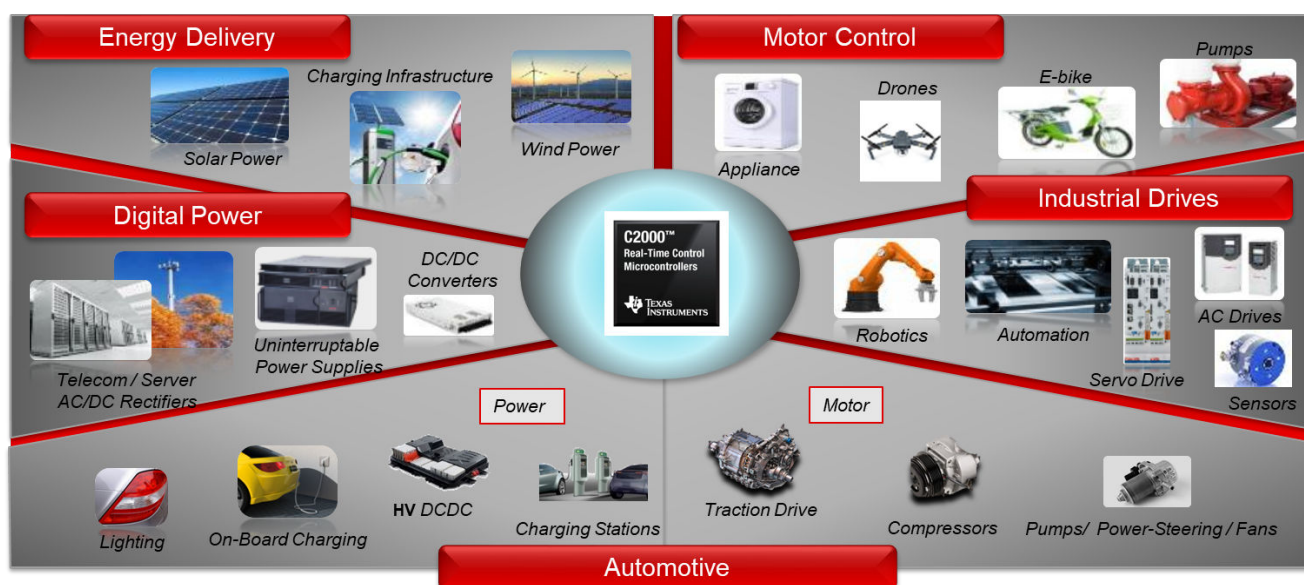 Energy Delivery
Solar Power
Charging Infrastructure
Wind Power
Motor Control
Appliance
Drones
E-bike
Pumps
Digital Power
Telecom / Server
AC/DC Rectifiers
Uninterruptable
Power Supplies
DC/DC
Converters
C2000™
Real-Time Control
Microcontrollers
TEXAS
INSTRUMENTS
Industrial Drives
Robotics
Automation
Servo Drive
AC Drives
Sensors
Power
Motor
Lighting
On-Board Charging
HV DCDC
Charging Stations
Traction Drive
Compressors
Pumps/ Power-Steering / Fans
Automotive